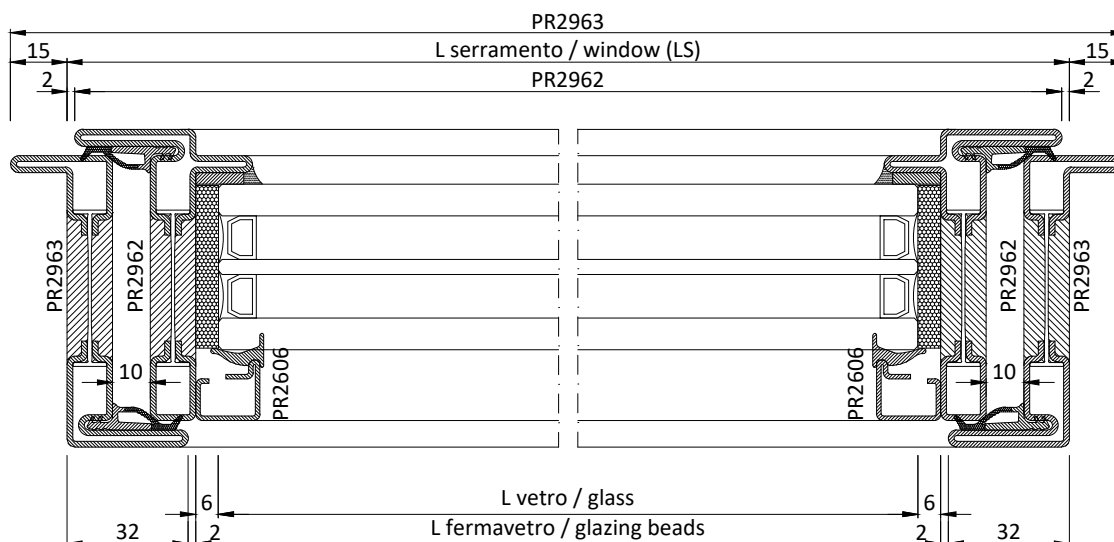 PR2963
15 L serramento / window (LS) 15
2 PR2962 2
PR2963 PR2962 PR2962 PR2963
10 10
PR2606 PR2606
6 L vetro / glass 6
32 2 L fermavetro / glazing beads 2 32